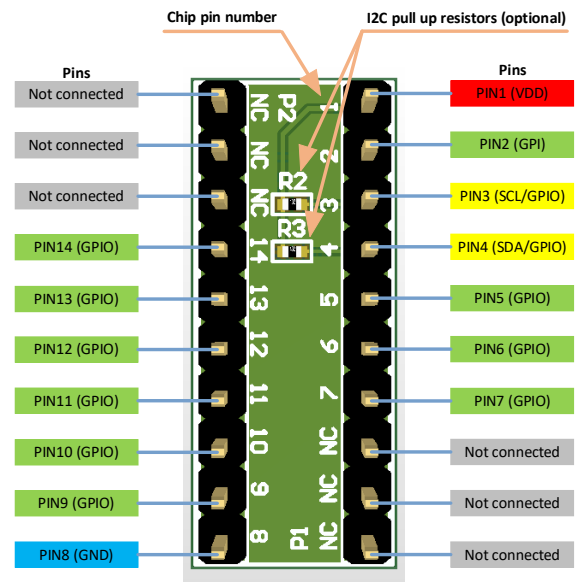 Chip pin number
I2C pull up resistors (optional)
Pins
Pins
Not connected
NC
P2
1
PIN1 (VDD)
Not connected
NC
2
PIN2 (GPI)
Not connected
NC
R2
3
PIN3 (SCL/GPIO)
PIN14 (GPIO)
14
R3
4
PIN4 (SDA/GPIO)
PIN13 (GPIO)
13
5
PIN5 (GPIO)
PIN12 (GPIO)
12
6
PIN6 (GPIO)
PIN11 (GPIO)
11
7
PIN7 (GPIO)
PIN10 (GPIO)
10
NC
Not connected
PIN9 (GPIO)
9
NC
Not connected
PIN8 (GND)
8
P1
NC
Not connected